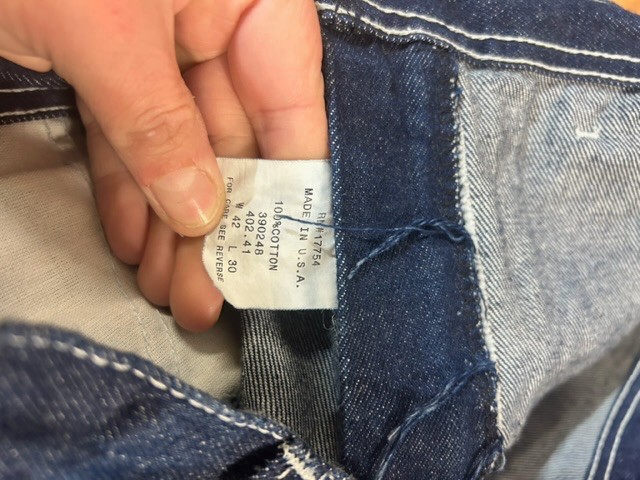 RN#17754
MADE IN U.S.A.
100%COTTON
390248
402.41
W 42 L 30
FOR CARE SEE REVERSE